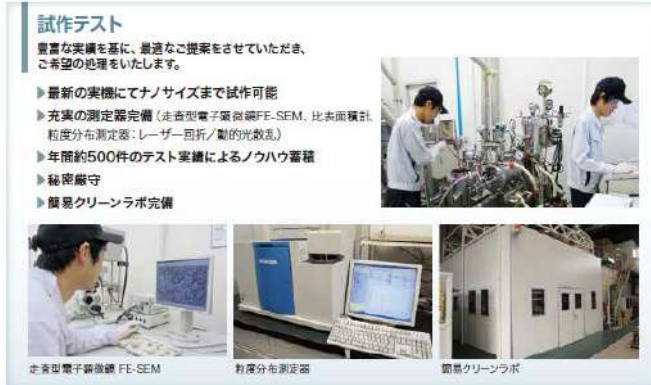 試作テスト
豊富な実績を基に、最適なご提案をさせていただき、
ご希望の処理をいたします。
▶最新の実機にてナノサイズまで試作可能
▶充実の測定器完備（走査型電子顕微鏡FE-SEM、比表面積計、
粒度分布測定器：レーザー回折／動的光散乱）
▶年間約500件のテスト実績によるノウハウ蓄積
▶秘密厳守
▶簡易クリーンラボ完備
走査型電子顕微鏡 FE-SEM
粒度分布測定器
簡易クリーンラボ